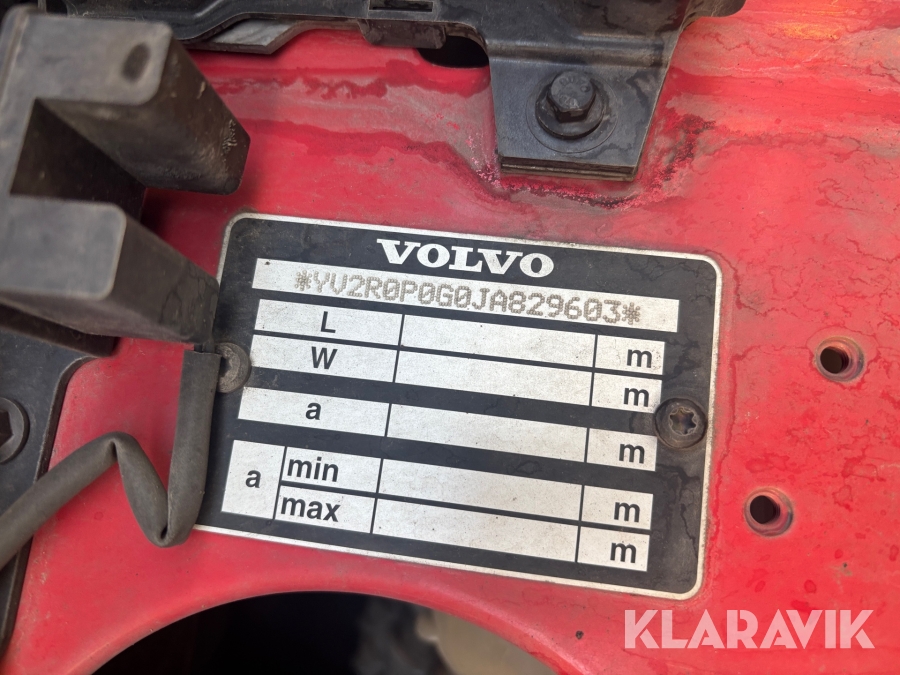 VOLVO
*YV2R0P0G0JA829603*
L m
W m
a m
a min m
max m
KLARAVIK